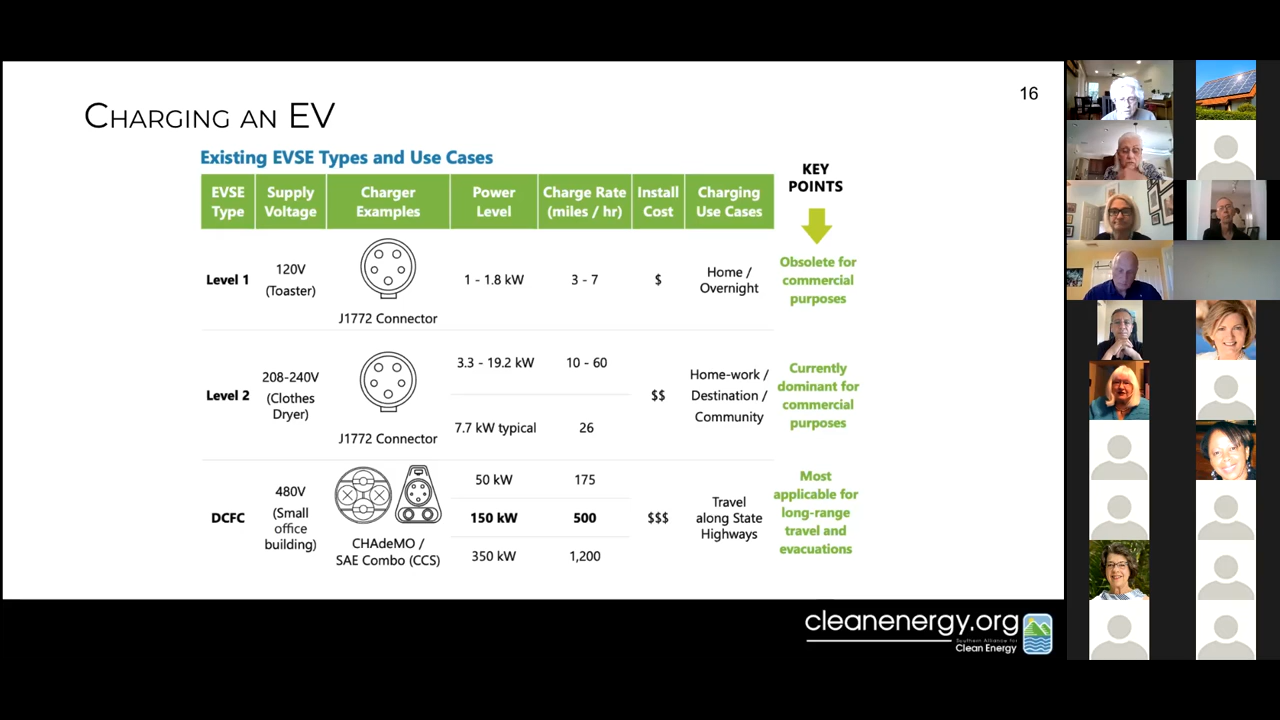 CHARGING AN EV
16
Existing EVSE Types and Use Cases
KEY
POINTS
EVSE Type
Supply Voltage
Charger Examples
Power Level
Charge Rate (miles / hr)
Install Cost
Charging Use Cases
Level 1
120V
(Toaster)
J1772 Connector
1 - 1.8 kW
3 - 7
$
Home /
Overnight
Obsolete for
commercial
purposes
Level 2
208-240V
(Clothes
Dryer)
J1772 Connector
3.3 - 19.2 kW
10 - 60
7.7 kW typical
26
$$
Home-work /
Destination /
Community
Currently
dominant for
commercial
purposes
DCFC
480V
(Small
office
building)
CHAdeMO /
SAE Combo (CCS)
50 kW
175
150 kW
500
350 kW
1,200
$$$
Travel
along State
Highways
Most
applicable for
long-range
travel and
evacuations
cleanenergy.org
Southern Alliance for
Clean Energy